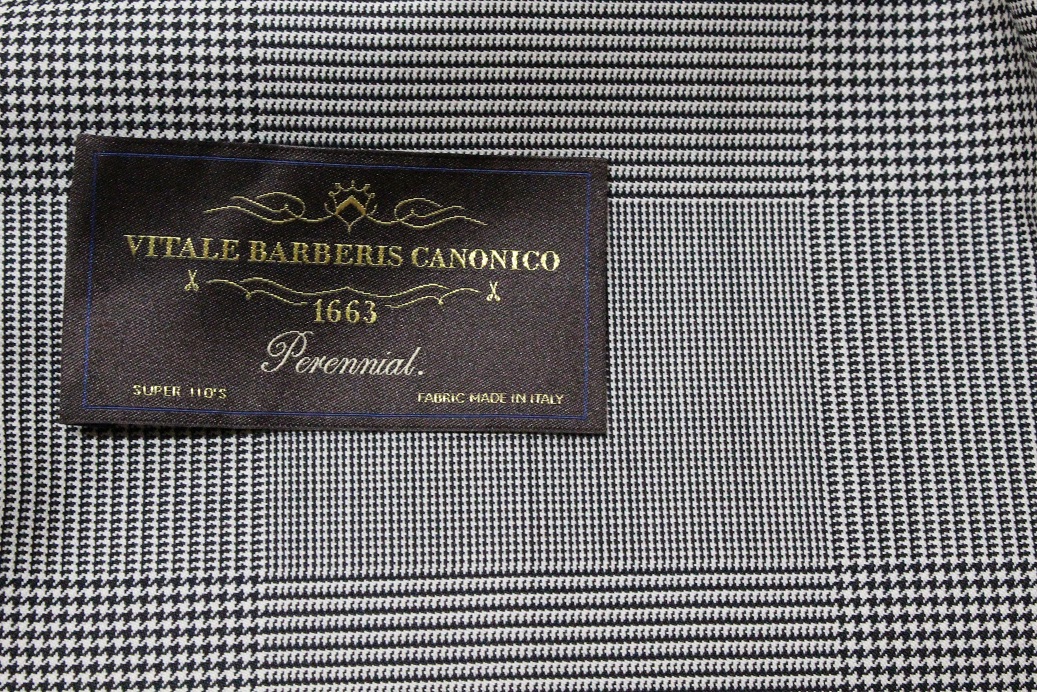 VITALE BARBERIS CANONICO
1663
Perennial.
SUPER 110'S
FABRIC MADE IN ITALY